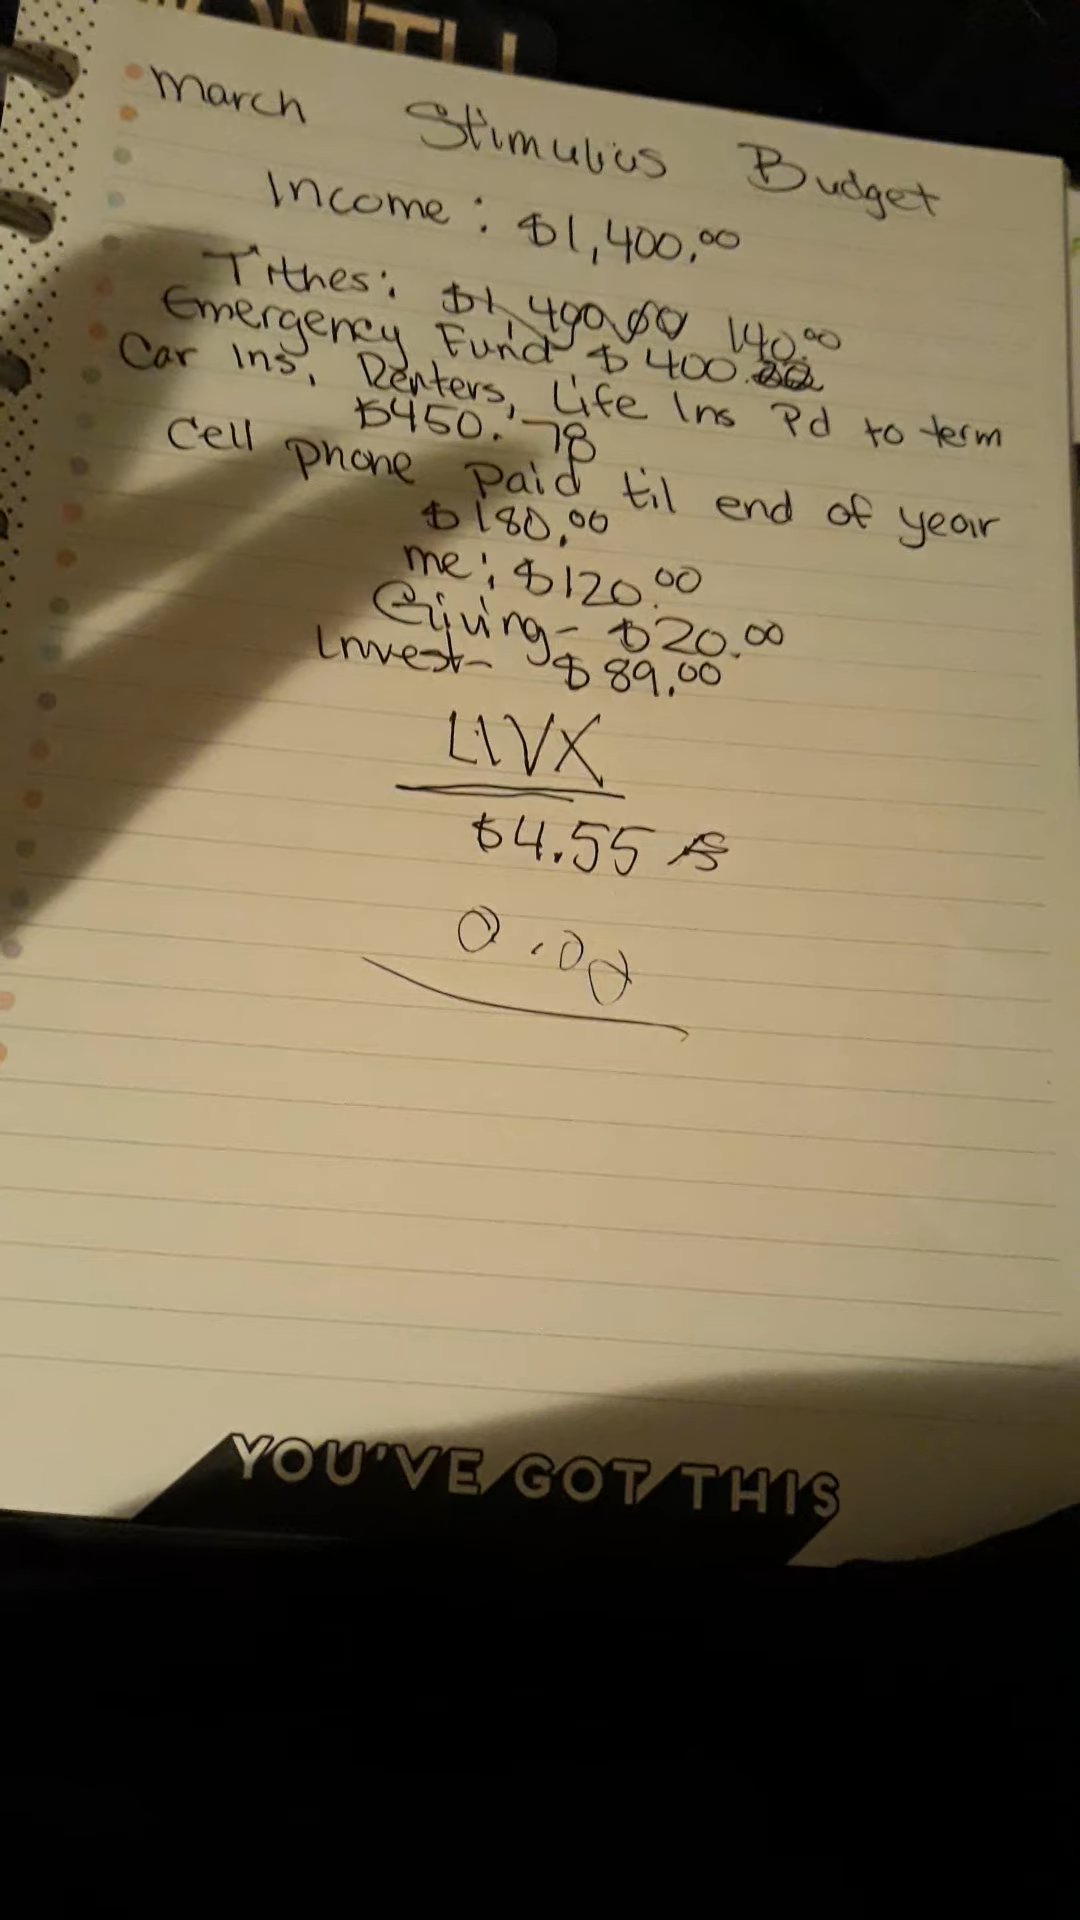 March Stimulus Budget
Income: $1,400.00
Tithes: $1,400.00 140.00
Emergency Fund $400.00
Car Ins, Renters, Life Ins Pd to term
$450.78
Cell phone paid til end of year
$180.00
me: $120.00
Giving- $20.00
Invest- $89.00
LIVX
$4.55
0.00
YOU'VE GOT THIS